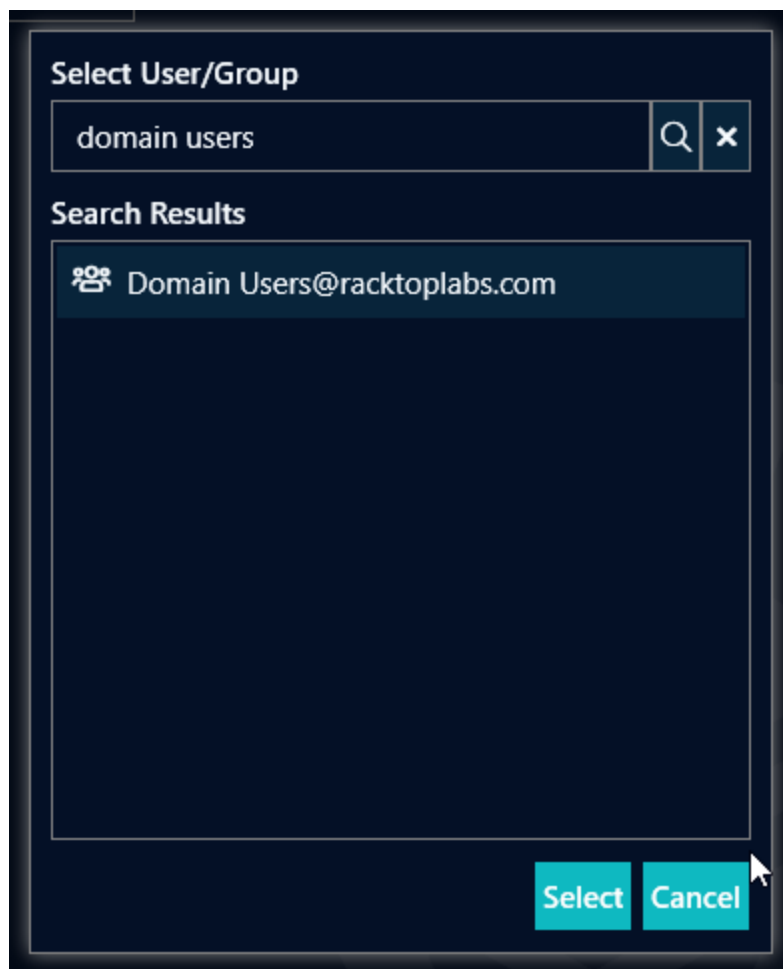 Select User/Group
domain users
Search Results
Domain Users@racktoplabs.com
Select Cancel